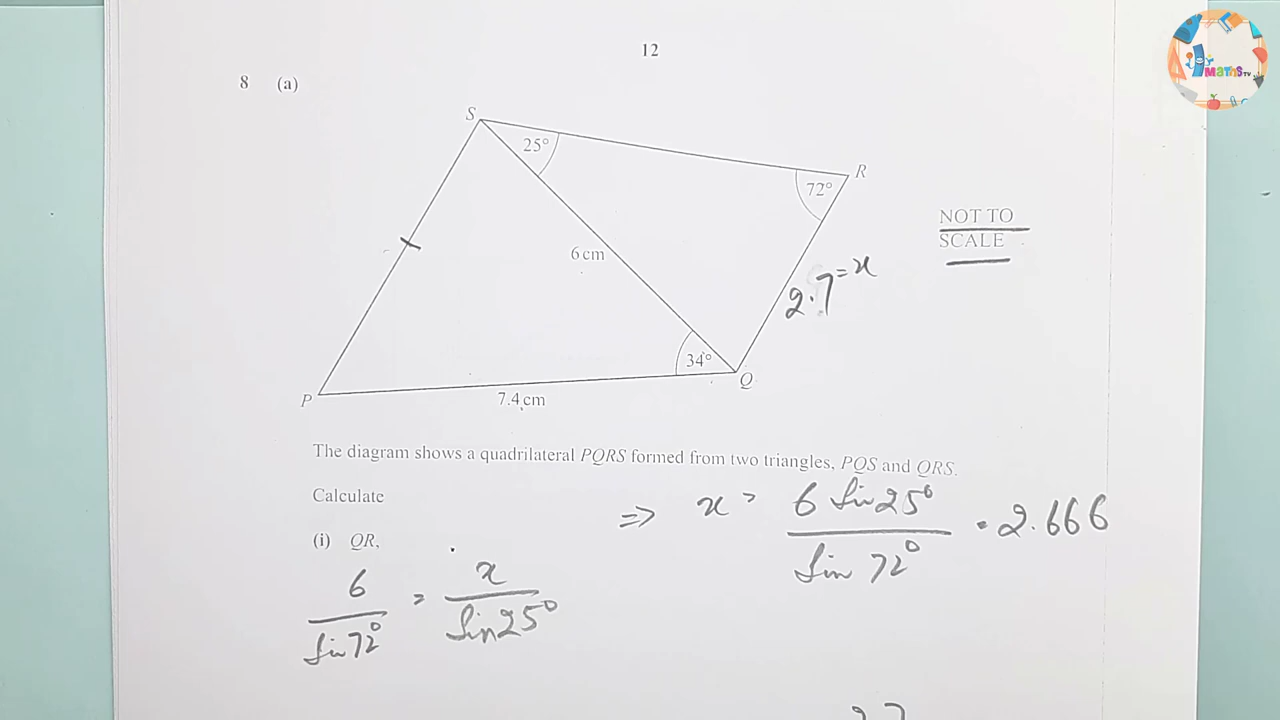 12
MATHS TV
8 (a)
S
25°
R
72°
NOT TO
SCALE
6 cm
2.7 = x
34°
Q
P
7.4 cm
The diagram shows a quadrilateral PQRS formed from two triangles, PQS and QRS.
Calculate
⇒ x = 6 Sin 25° / Sin 72° = 2.666
(i) QR,
6 / Sin 72° = x / Sin 25°